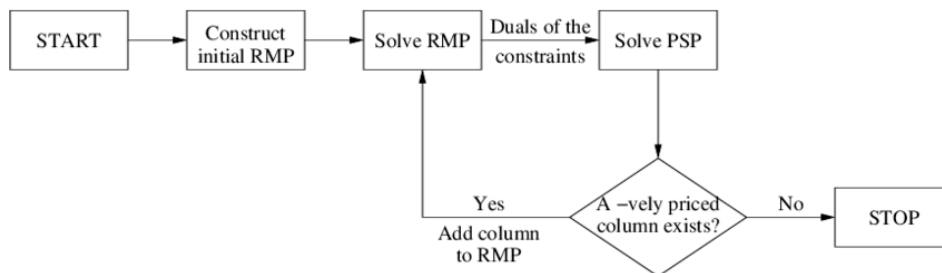 START
Construct
initial RMP
Solve RMP
Duals of the
constraints
Solve PSP
A −vely priced
column exists?
Yes
Add column
to RMP
No
STOP